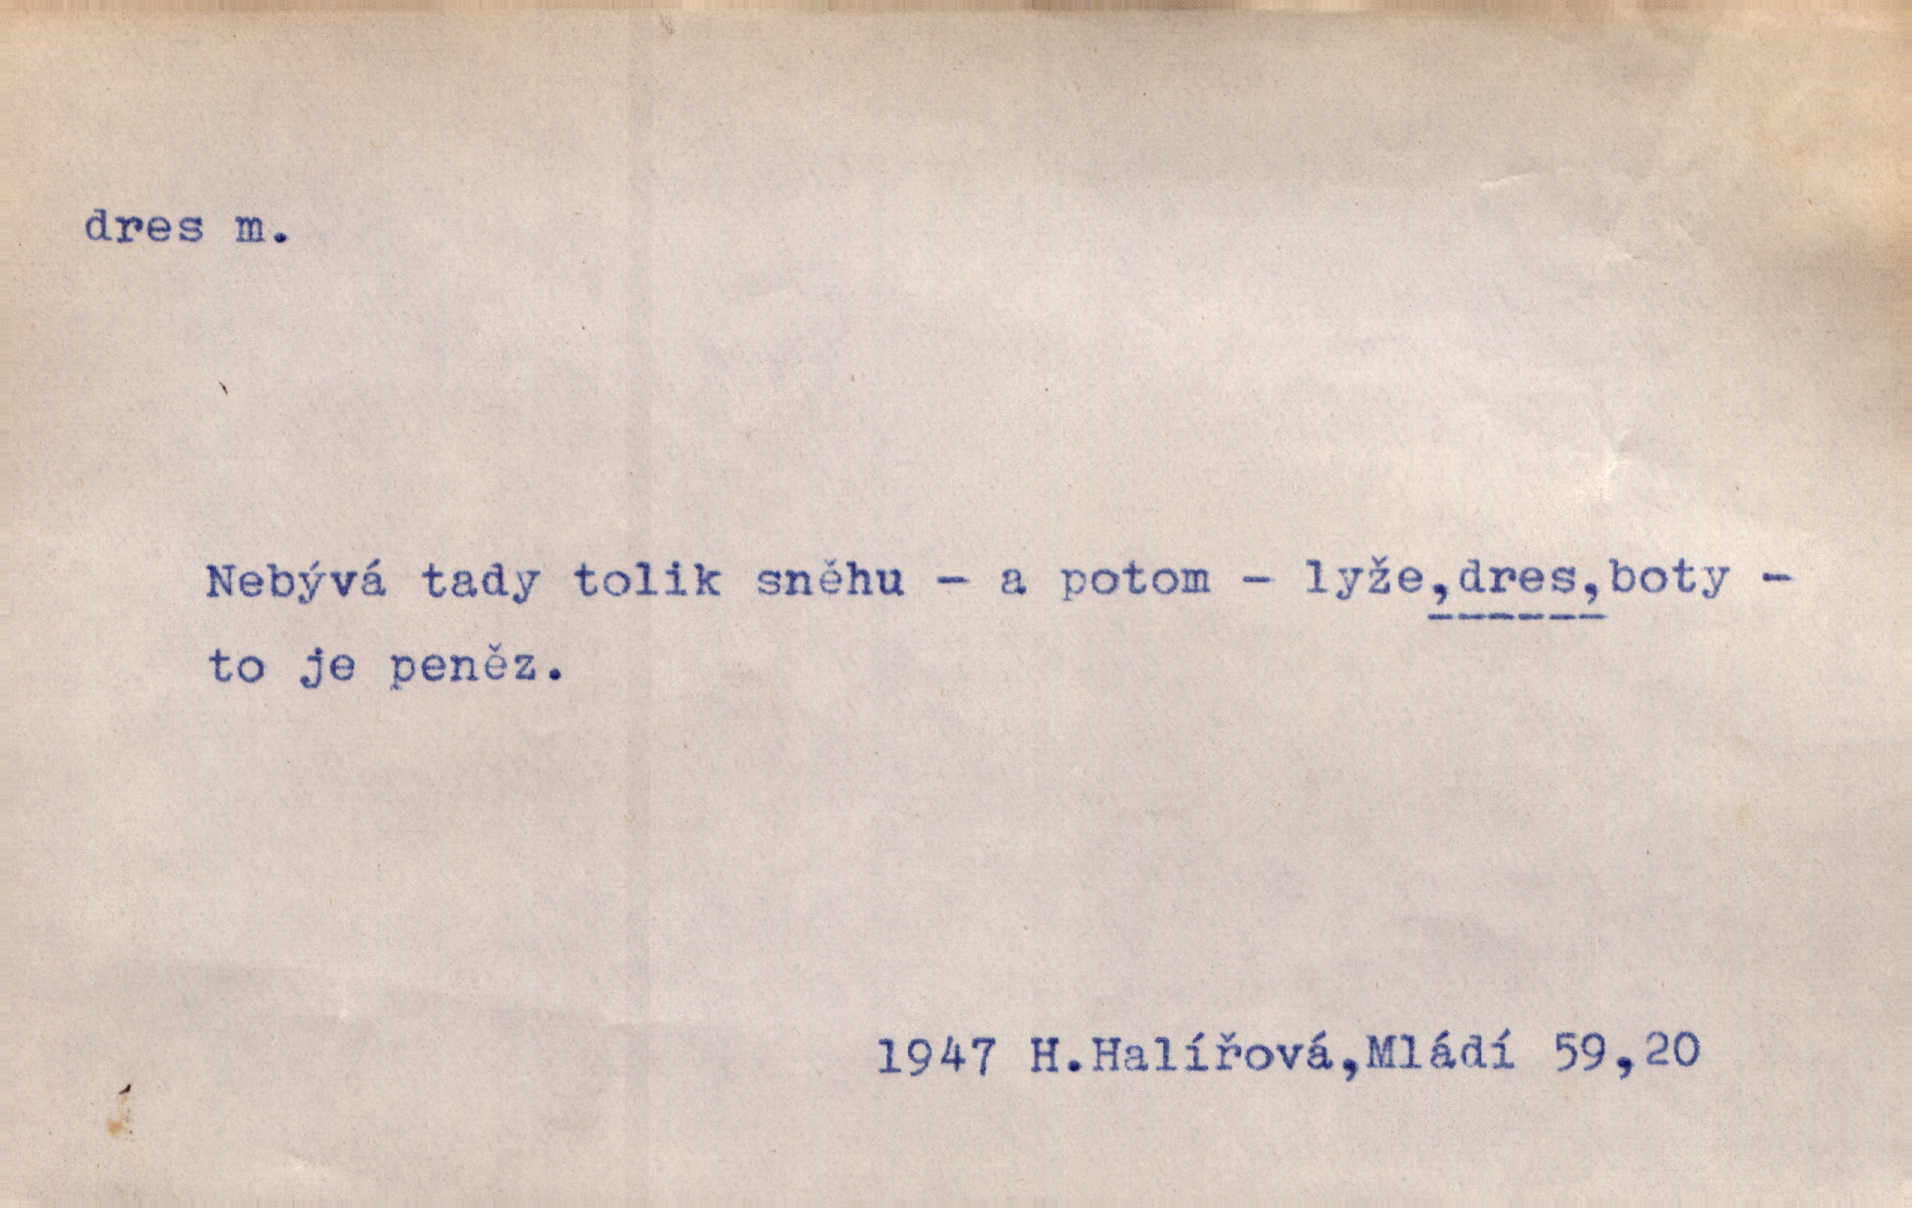 dres m.
Nebývá tady tolik sněhu - a potom - lyže,dres,boty -
to je peněz.
1947 H.Halířová,Mládí 59,20